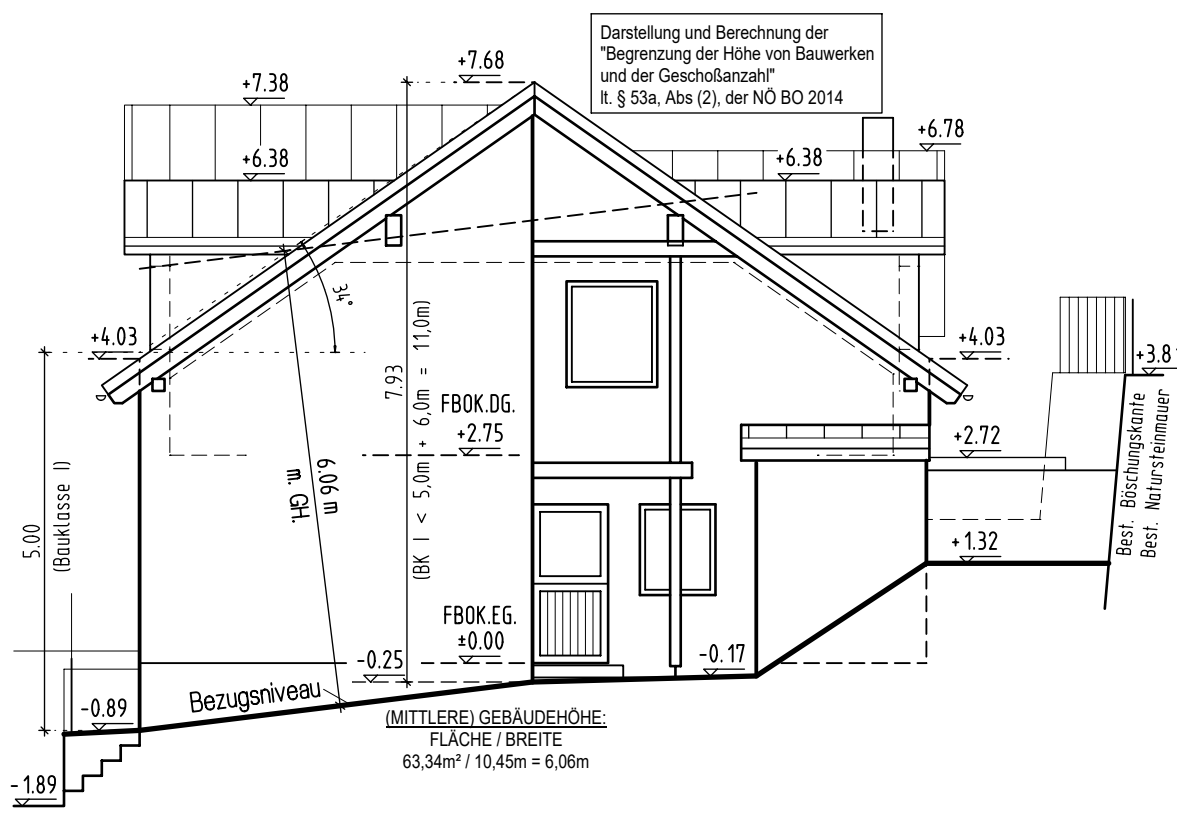 Darstellung und Berechnung der
"Begrenzung der Höhe von Bauwerken
und der Geschoßanzahl"
lt. § 53a, Abs (2), der NÖ BO 2014
+7.68
+7.38
+6.78
+6.38
+6.38
34°
+4.03
+4.03
+3.81
7.93
(BK I < 5,0m + 6,0m = 11,0m)
FBOK.DG.
+2.75
+2.72
6.06 m
m. GH.
5.00
(Bauklasse I)
Best. Böschungskante
Best. Natursteinmauer
+1.32
FBOK.EG.
±0.00
-0.25
-0.17
Bezugsniveau
-0.89
(MITTLERE) GEBÄUDEHÖHE:
FLÄCHE / BREITE
63,34m² / 10,45m = 6,06m
-1.89